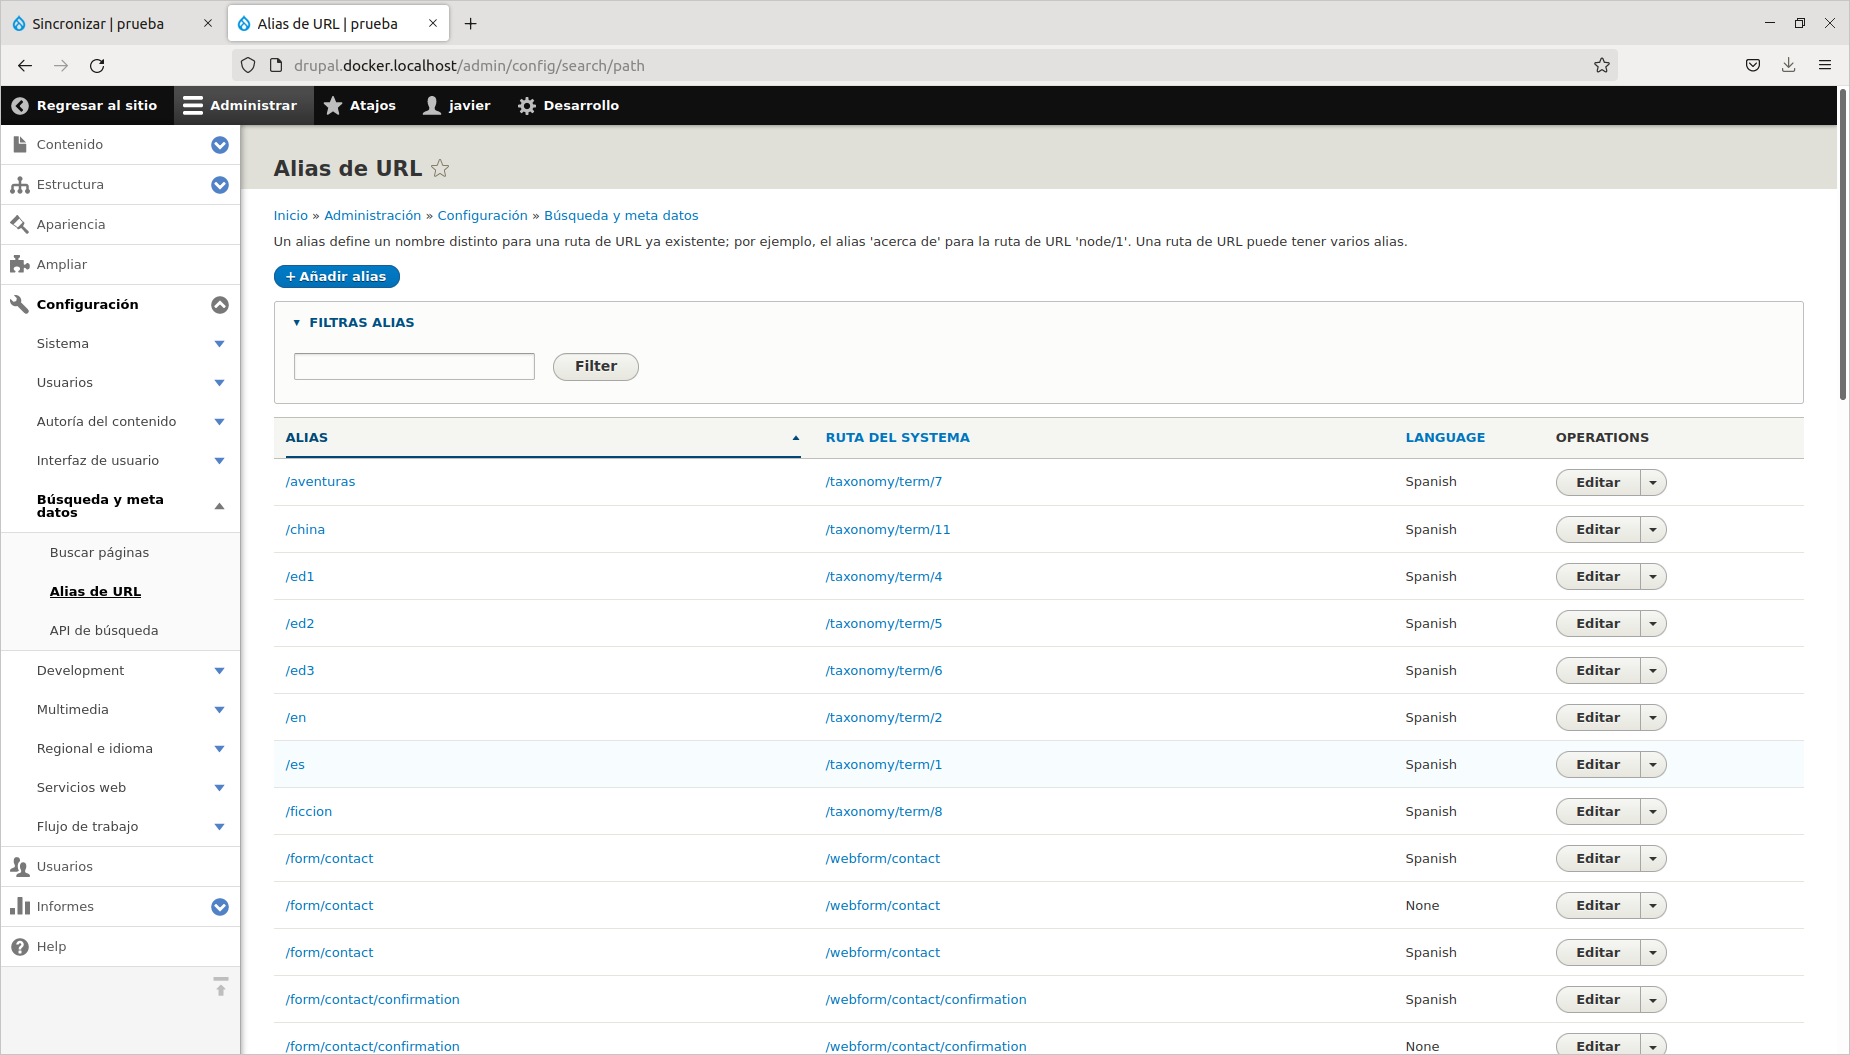 Sincronizar | prueba
Alias de URL | prueba
drupal.docker.localhost/admin/config/search/path
Regresar al sitio
Administrar
Atajos
javier
Desarrollo
Contenido
Estructura
Apariencia
Ampliar
Configuración
Sistema
Usuarios
Autoría del contenido
Interfaz de usuario
Búsqueda y meta
datos
Buscar páginas
Alias de URL
API de búsqueda
Development
Multimedia
Regional e idioma
Servicios web
Flujo de trabajo
Usuarios
Informes
Help
Alias de URL
Inicio » Administración » Configuración » Búsqueda y meta datos
Un alias define un nombre distinto para una ruta de URL ya existente; por ejemplo, el alias 'acerca de' para la ruta de URL 'node/1'. Una ruta de URL puede tener varios alias.
+ Añadir alias
FILTRAS ALIAS
Filter
ALIAS RUTA DEL SYSTEMA LANGUAGE OPERATIONS
/aventuras /taxonomy/term/7 Spanish Editar
/china /taxonomy/term/11 Spanish Editar
/ed1 /taxonomy/term/4 Spanish Editar
/ed2 /taxonomy/term/5 Spanish Editar
/ed3 /taxonomy/term/6 Spanish Editar
/en /taxonomy/term/2 Spanish Editar
/es /taxonomy/term/1 Spanish Editar
/ficcion /taxonomy/term/8 Spanish Editar
/form/contact /webform/contact Spanish Editar
/form/contact /webform/contact None Editar
/form/contact /webform/contact Spanish Editar
/form/contact/confirmation /webform/contact/confirmation Spanish Editar
/form/contact/confirmation /webform/contact/confirmation None Editar